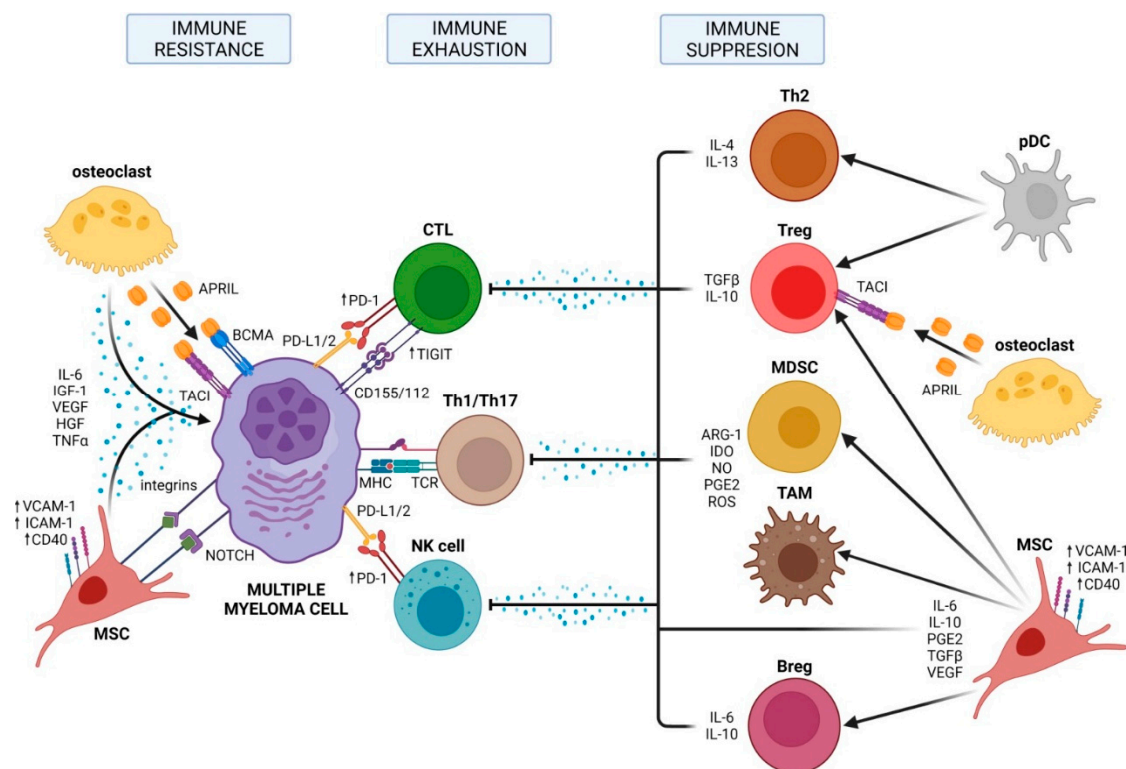 IMMUNE
RESISTANCE
IMMUNE
EXHAUSTION
IMMUNE
SUPPRESION
osteoclast
APRIL
BCMA
TACI
IL-6
IGF-1
VEGF
HGF
TNFα
integrins
↑VCAM-1
↑ ICAM-1
↑CD40
NOTCH
MSC
MULTIPLE
MYELOMA CELL
CTL
↑PD-1
PD-L1/2
↑TIGIT
CD155/112
Th1/Th17
MHC
TCR
PD-L1/2
NK cell
↑PD-1
Th2
IL-4
IL-13
pDC
Treg
TGFβ
IL-10
TACI
osteoclast
APRIL
MDSC
ARG-1
IDO
NO
PGE2
ROS
TAM
MSC
↑VCAM-1
↑ ICAM-1
↑CD40
IL-6
IL-10
PGE2
TGFβ
VEGF
Breg
IL-6
IL-10